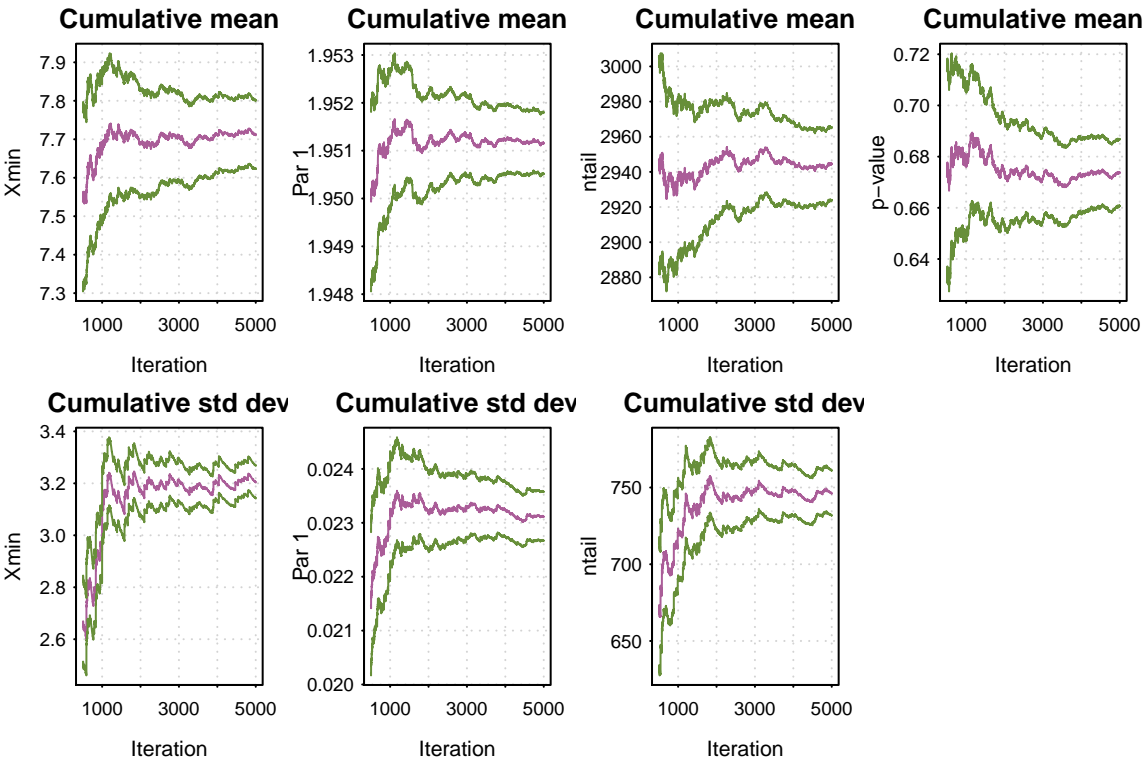 Cumulative mean
Xmin
7.9
7.8
7.7
7.6
7.5
7.4
7.3
1000 3000 5000
Iteration
Cumulative mean
Par 1
1.953
1.952
1.951
1.950
1.949
1.948
1000 3000 5000
Iteration
Cumulative mean
ntail
3000
2980
2960
2940
2920
2900
2880
1000 3000 5000
Iteration
Cumulative mean
p−value
0.72
0.70
0.68
0.66
0.64
1000 3000 5000
Iteration
Cumulative std dev
Xmin
3.4
3.2
3.0
2.8
2.6
1000 3000 5000
Iteration
Cumulative std dev
Par 1
0.024
0.023
0.022
0.021
0.020
1000 3000 5000
Iteration
Cumulative std dev
ntail
750
700
650
1000 3000 5000
Iteration